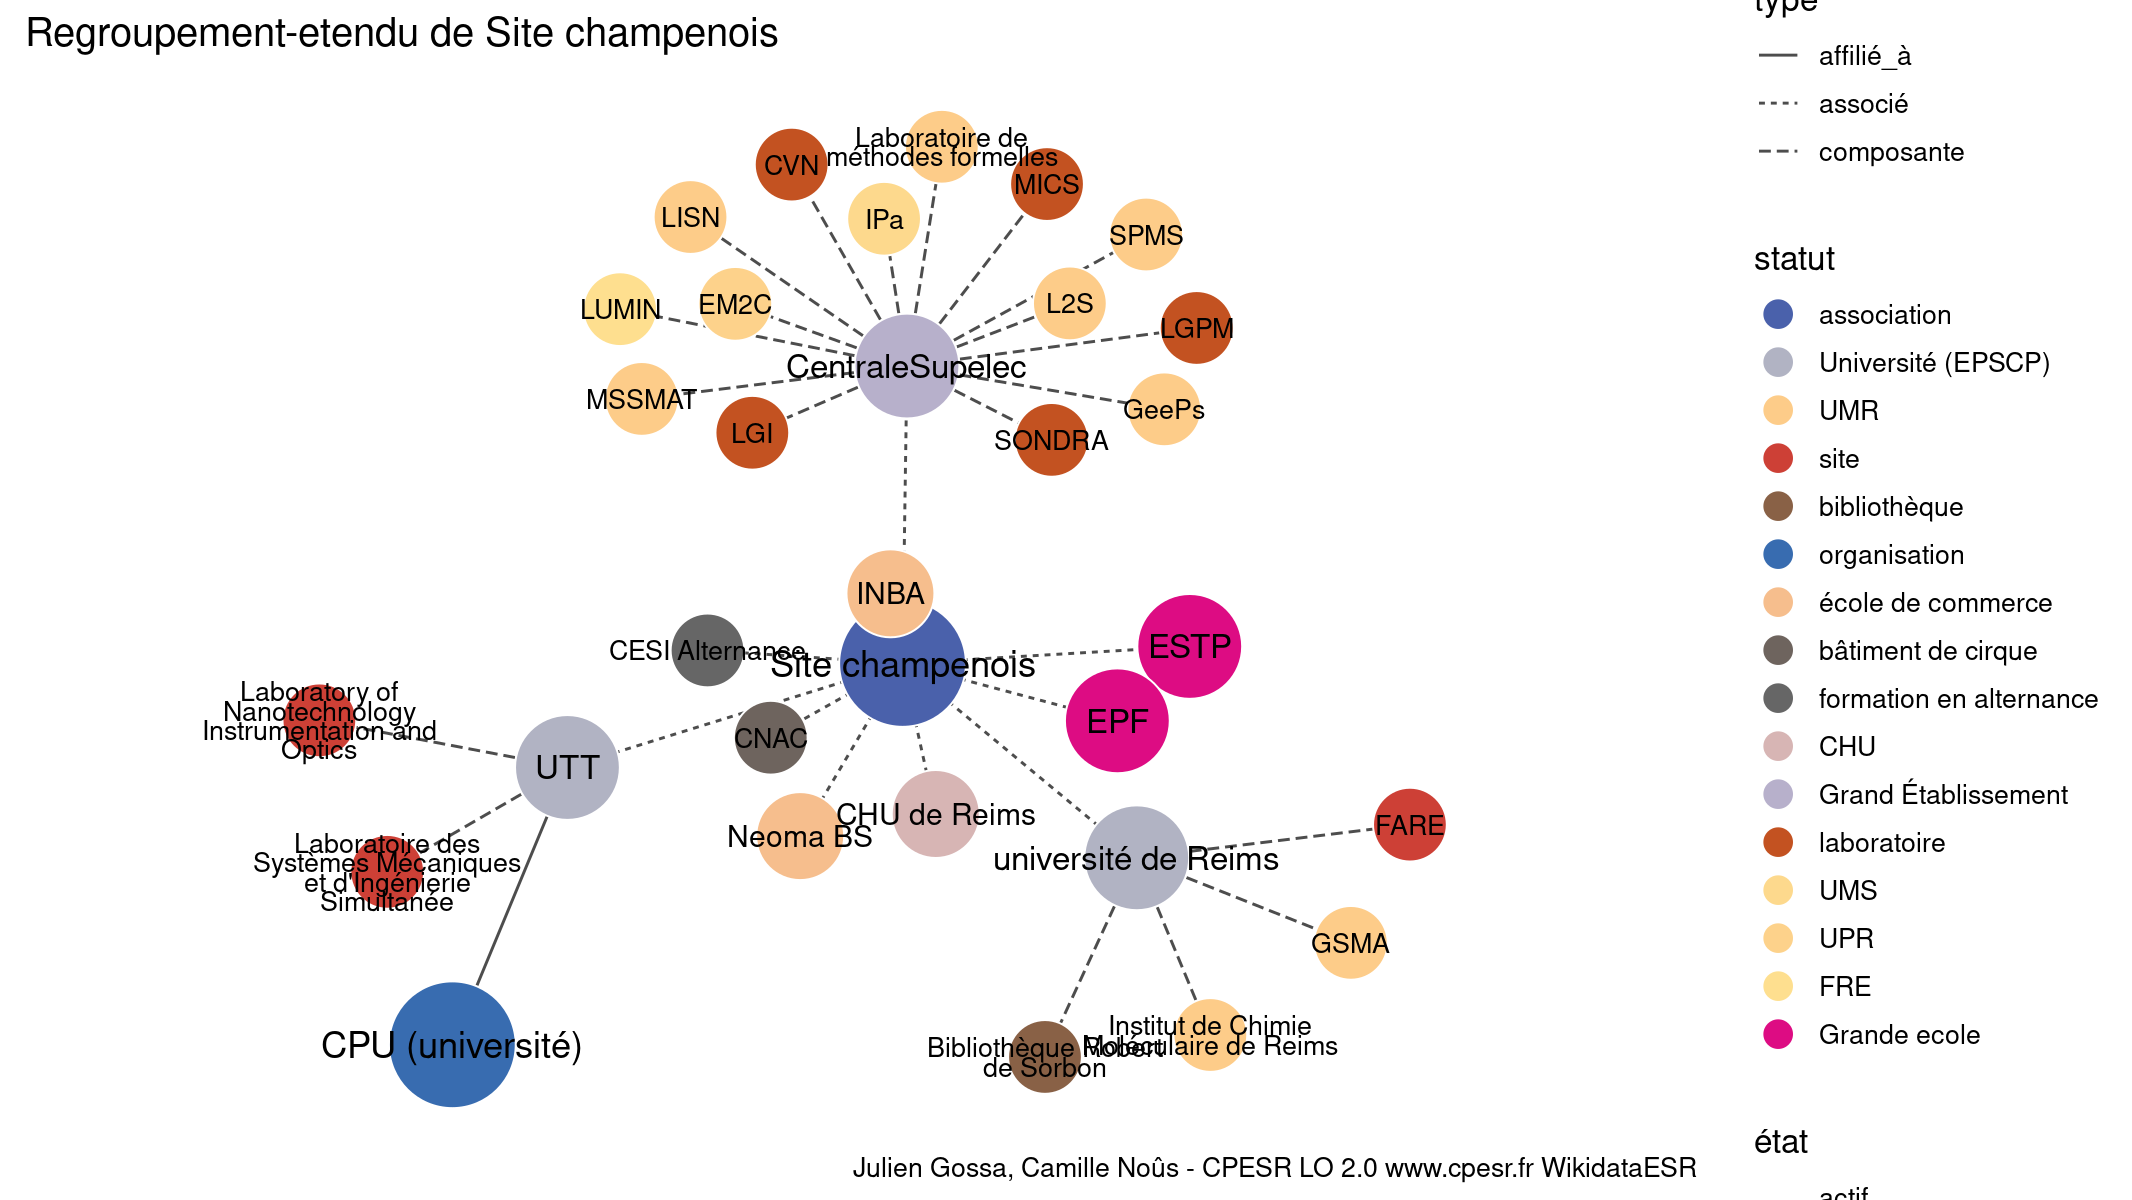 Regroupement-etendu de Site champenois
Laboratoire de
méthodes formelles
CVN
MICS
LISN
IPa
SPMS
LUMIN
EM2C
L2S
LGPM
CentraleSupelec
MSSMAT
GeePs
LGI
SONDRA
INBA
CESI Alternance
Site champenois
ESTP
EPF
Laboratory of
Nanotechnology
Instrumentation and
Optics
UTT
CNAC
CHU de Reims
Neoma BS
université de Reims
FARE
Laboratoire des
Systèmes Mécaniques
et d'Ingénierie
Simultanée
GSMA
CPU (université)
Bibliothèque Robert
de Sorbon
Institut de Chimie
Moléculaire de Reims
type
affilié_à
associé
composante
statut
association
Université (EPSCP)
UMR
site
bibliothèque
organisation
école de commerce
bâtiment de cirque
formation en alternance
CHU
Grand Établissement
laboratoire
UMS
UPR
FRE
Grande ecole
état
actif
Julien Gossa, Camille Noûs - CPESR LO 2.0 www.cpesr.fr WikidataESR